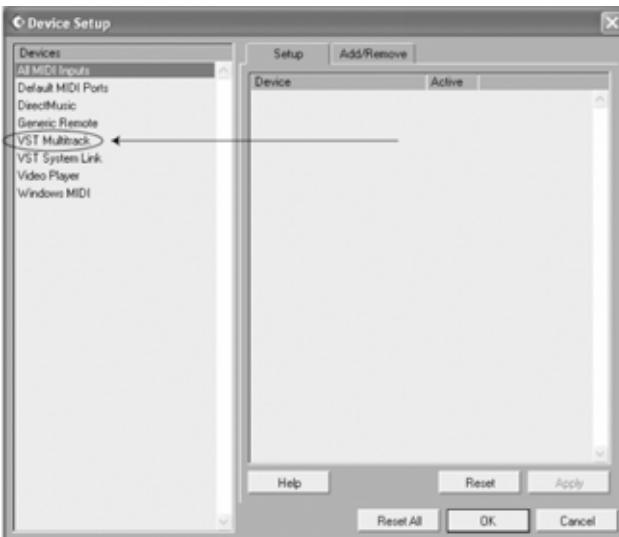 Device Setup
Devices
All MIDI Inputs
Default MIDI Ports
DirectMusic
Generic Remote
VST Multitrack
VST System Link
Video Player
Windows MIDI
Setup Add/Remove
Device Active
Help Reset Apply
Reset All OK Cancel